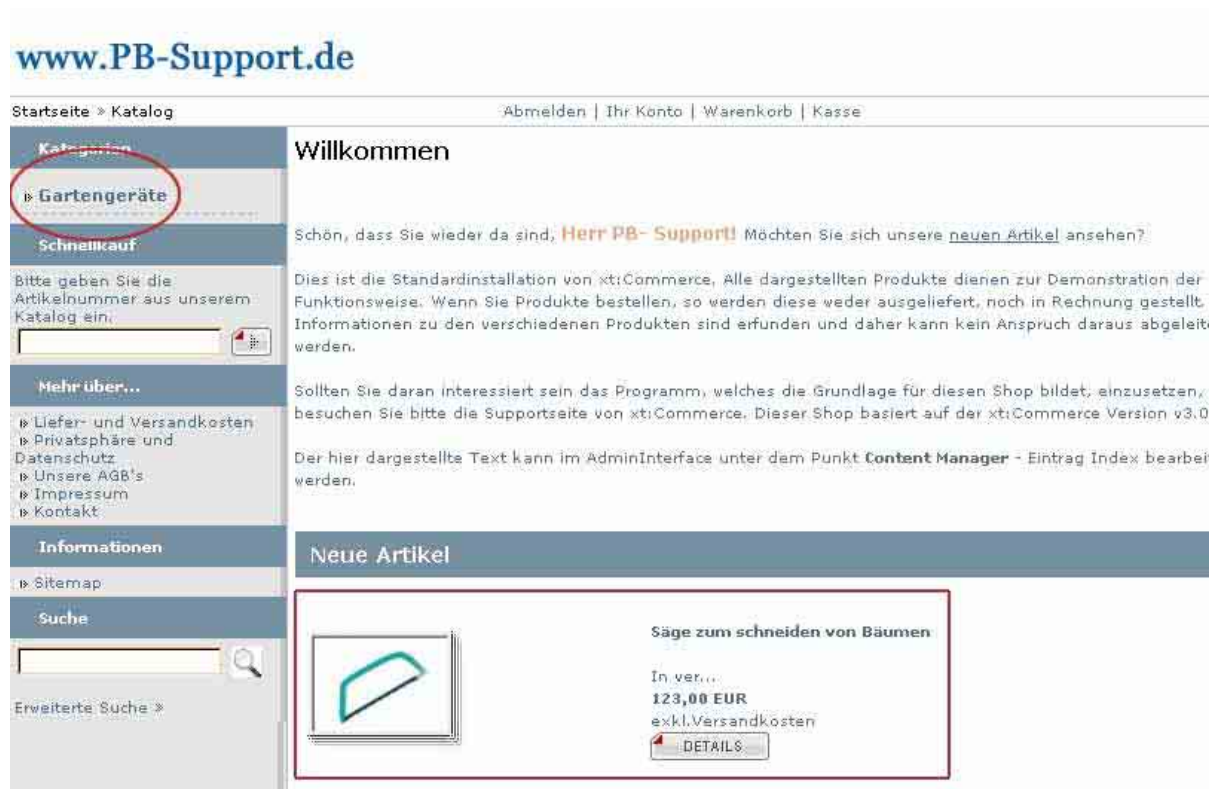 www.PB-Support.de
Startseite » Katalog
Abmelden | Ihr Konto | Warenkorb | Kasse
Kategorien
Gartengeräte
Schnellkauf
Bitte geben Sie die
Artikelnummer aus unserem
Katalog ein.
Mehr über...
Liefer- und Versandkosten
Privatsphäre und
Datenschutz
Unsere AGB's
Impressum
Kontakt
Informationen
Sitemap
Suche
Erweiterte Suche »
Willkommen
Schön, dass Sie wieder da sind, Herr PB- Support! Möchten Sie sich unsere neuen Artikel ansehen?
Dies ist die Standardinstallation von xt:Commerce, Alle dargestellten Produkte dienen zur Demonstration der
Funktionsweise. Wenn Sie Produkte bestellen, so werden diese weder ausgeliefert, noch in Rechnung gestellt.
Informationen zu den verschiedenen Produkten sind erfunden und daher kann kein Anspruch daraus abgeleite
werden.
Sollten Sie daran interessiert sein das Programm, welches die Grundlage für diesen Shop bildet, einzusetzen,
besuchen Sie bitte die Supportseite von xt:Commerce. Dieser Shop basiert auf der xt:Commerce Version v3.0
Der hier dargestellte Text kann im AdminInterface unter dem Punkt Content Manager - Eintrag Index bearbei
werden.
Neue Artikel
Säge zum schneiden von Bäumen
In ver...
123,00 EUR
exkl.Versandkosten
DETAILS